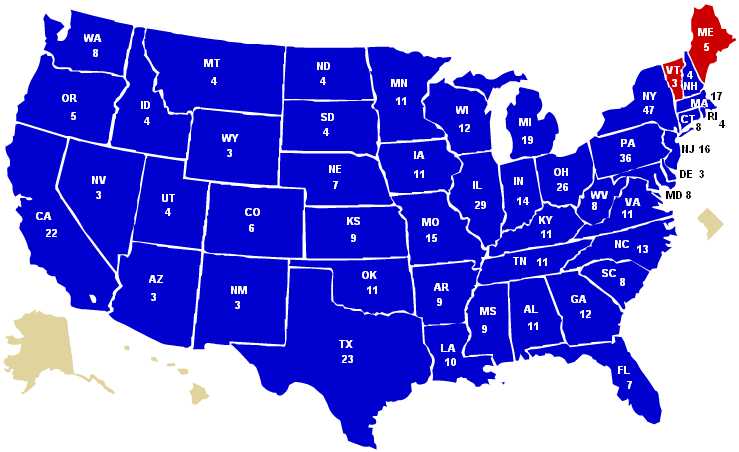 WA
8
OR
5
CA
22
NV
3
ID
4
MT
4
WY
3
UT
4
AZ
3
CO
6
NM
3
ND
4
SD
4
NE
7
KS
9
OK
11
TX
23
MN
11
IA
11
MO
15
AR
9
LA
10
WI
12
IL
29
MI
19
IN
14
OH
26
KY
11
TN 11
MS
9
AL
11
GA
12
FL
7
SC
8
NC 13
VA
11
WV
8
PA
36
NY
47
VT
3
4
NH
ME
5
MA
17
RI
4
CT
8
NJ 16
DE 3
MD 8